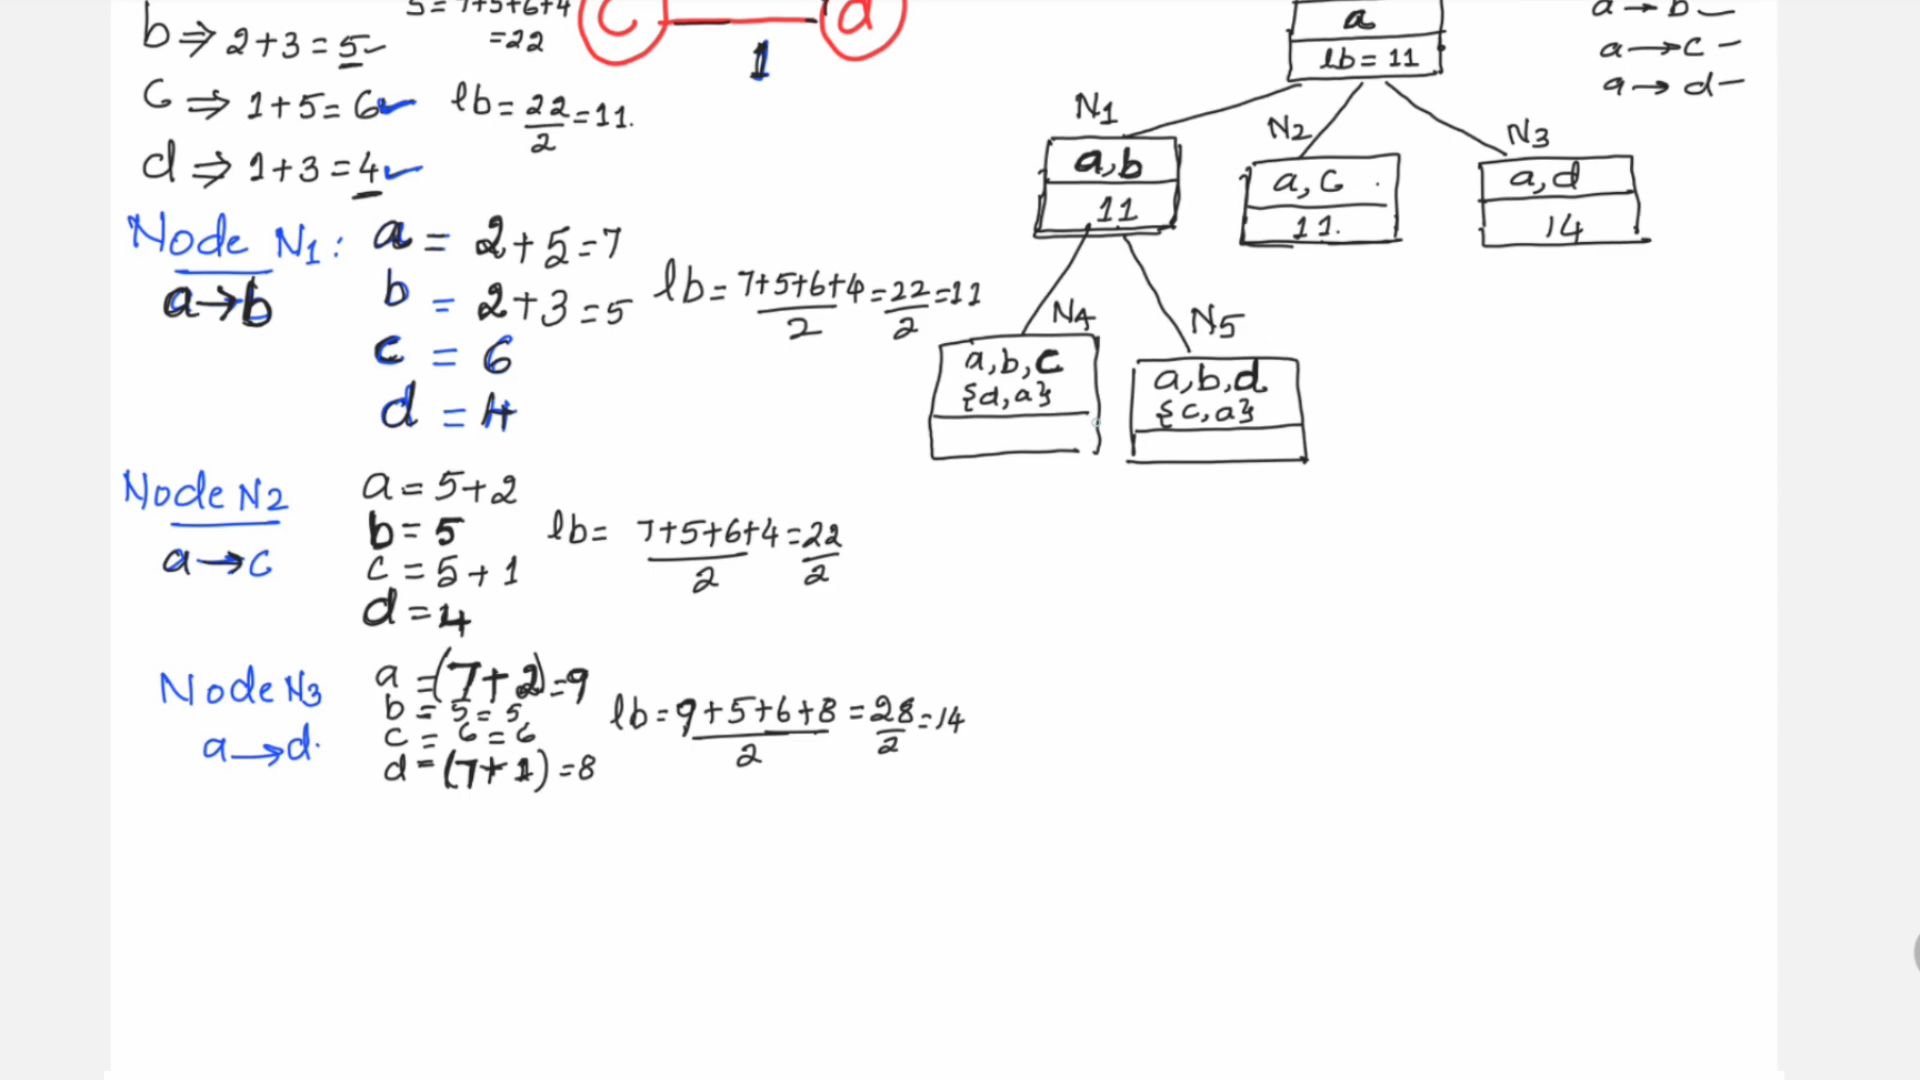 S= 7+5+6+4
b ⇒ 2+3 = 5
=22
c ⇒ 1+5= 6
lb = 22/2 = 11.
d ⇒ 1+3 = 4
c d
1
a
lb = 11
a → b
a → c
a → d
N1
N2
N3
a,b
11
a, c
11.
a,d
14
N4
N5
a,b,c
{d,a}
a,b,d
{c,a}
Node N1: a = 2+5=7
a→b b = 2+3=5
lb= 7+5+6+4/2 = 22/2 =11
c = 6
d = 4
Node N2 a = 5+2
a→c b= 5
lb= 7+5+6+4/2 = 22/2
c = 5+1
d = 4
Node N3 a =(7+2)=9
b = 5 = 5
lb= 9+5+6+8/2 = 28/2 =14
a→d. c = 6 = 6
d = (7+1) =8